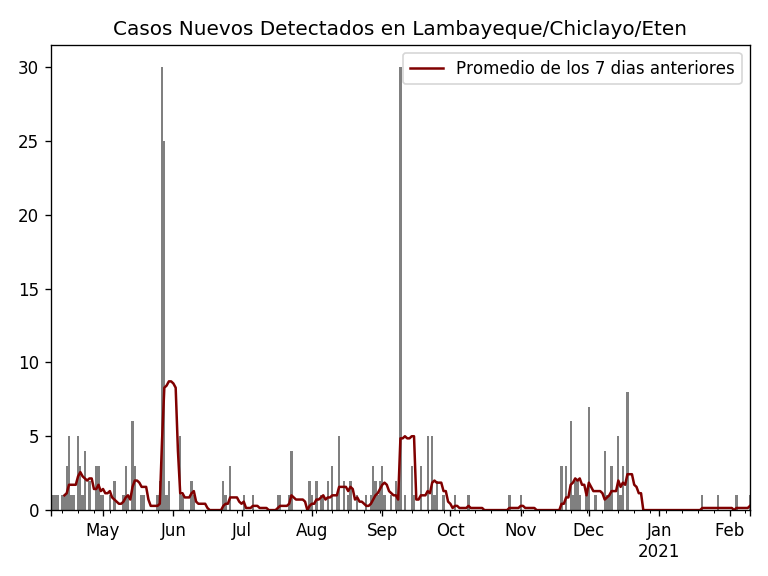 Casos Nuevos Detectados en Lambayeque/Chiclayo/Eten
Promedio de los 7 dias anteriores
30
25
20
15
10
5
0
May Jun Jul Aug Sep Oct Nov Dec Jan Feb
2021